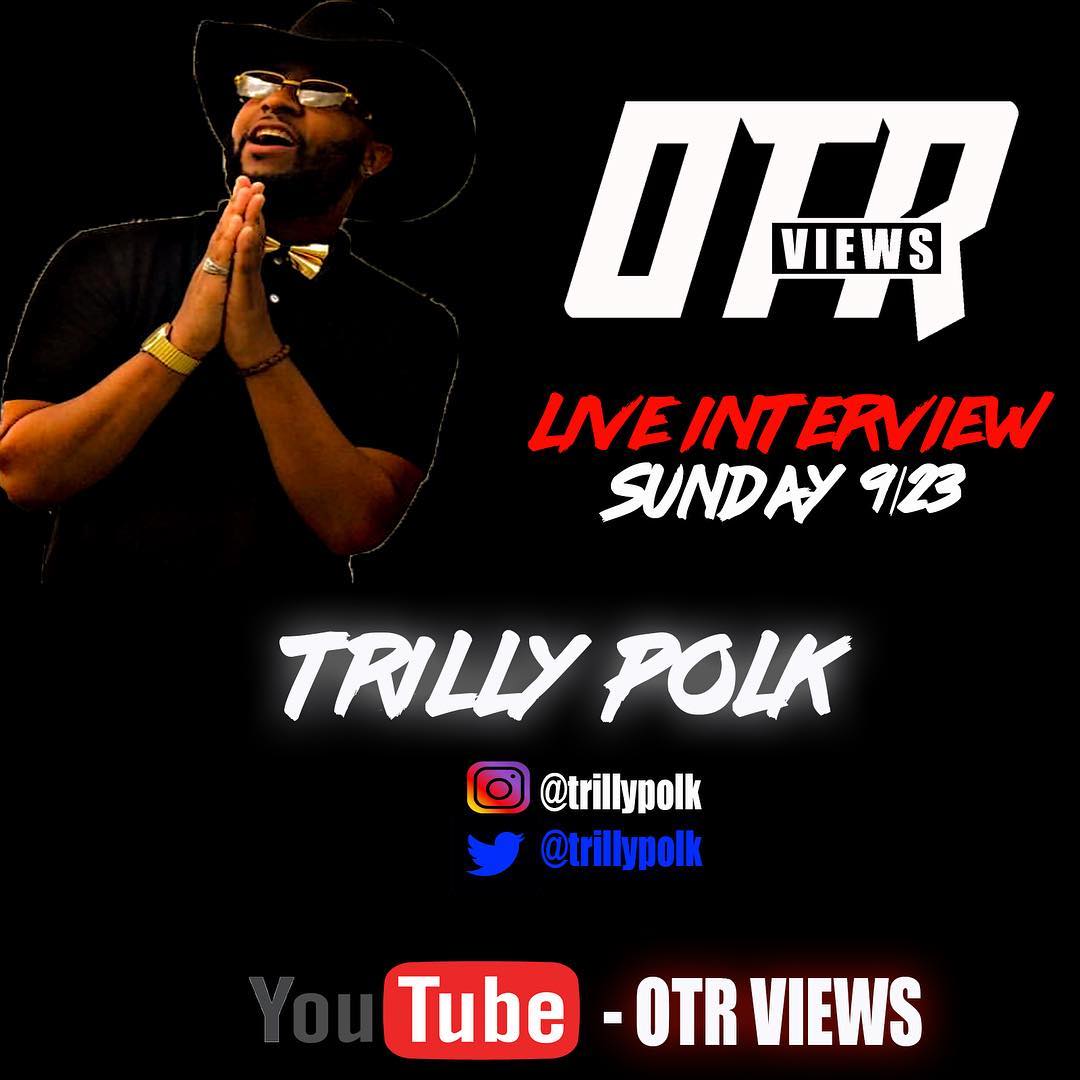 OTR
VIEWS
LIVE INTERVIEW
SUNDAY 9/23
TRILLY POLK
@trillypolk
@trillypolk
YouTube - OTR VIEWS